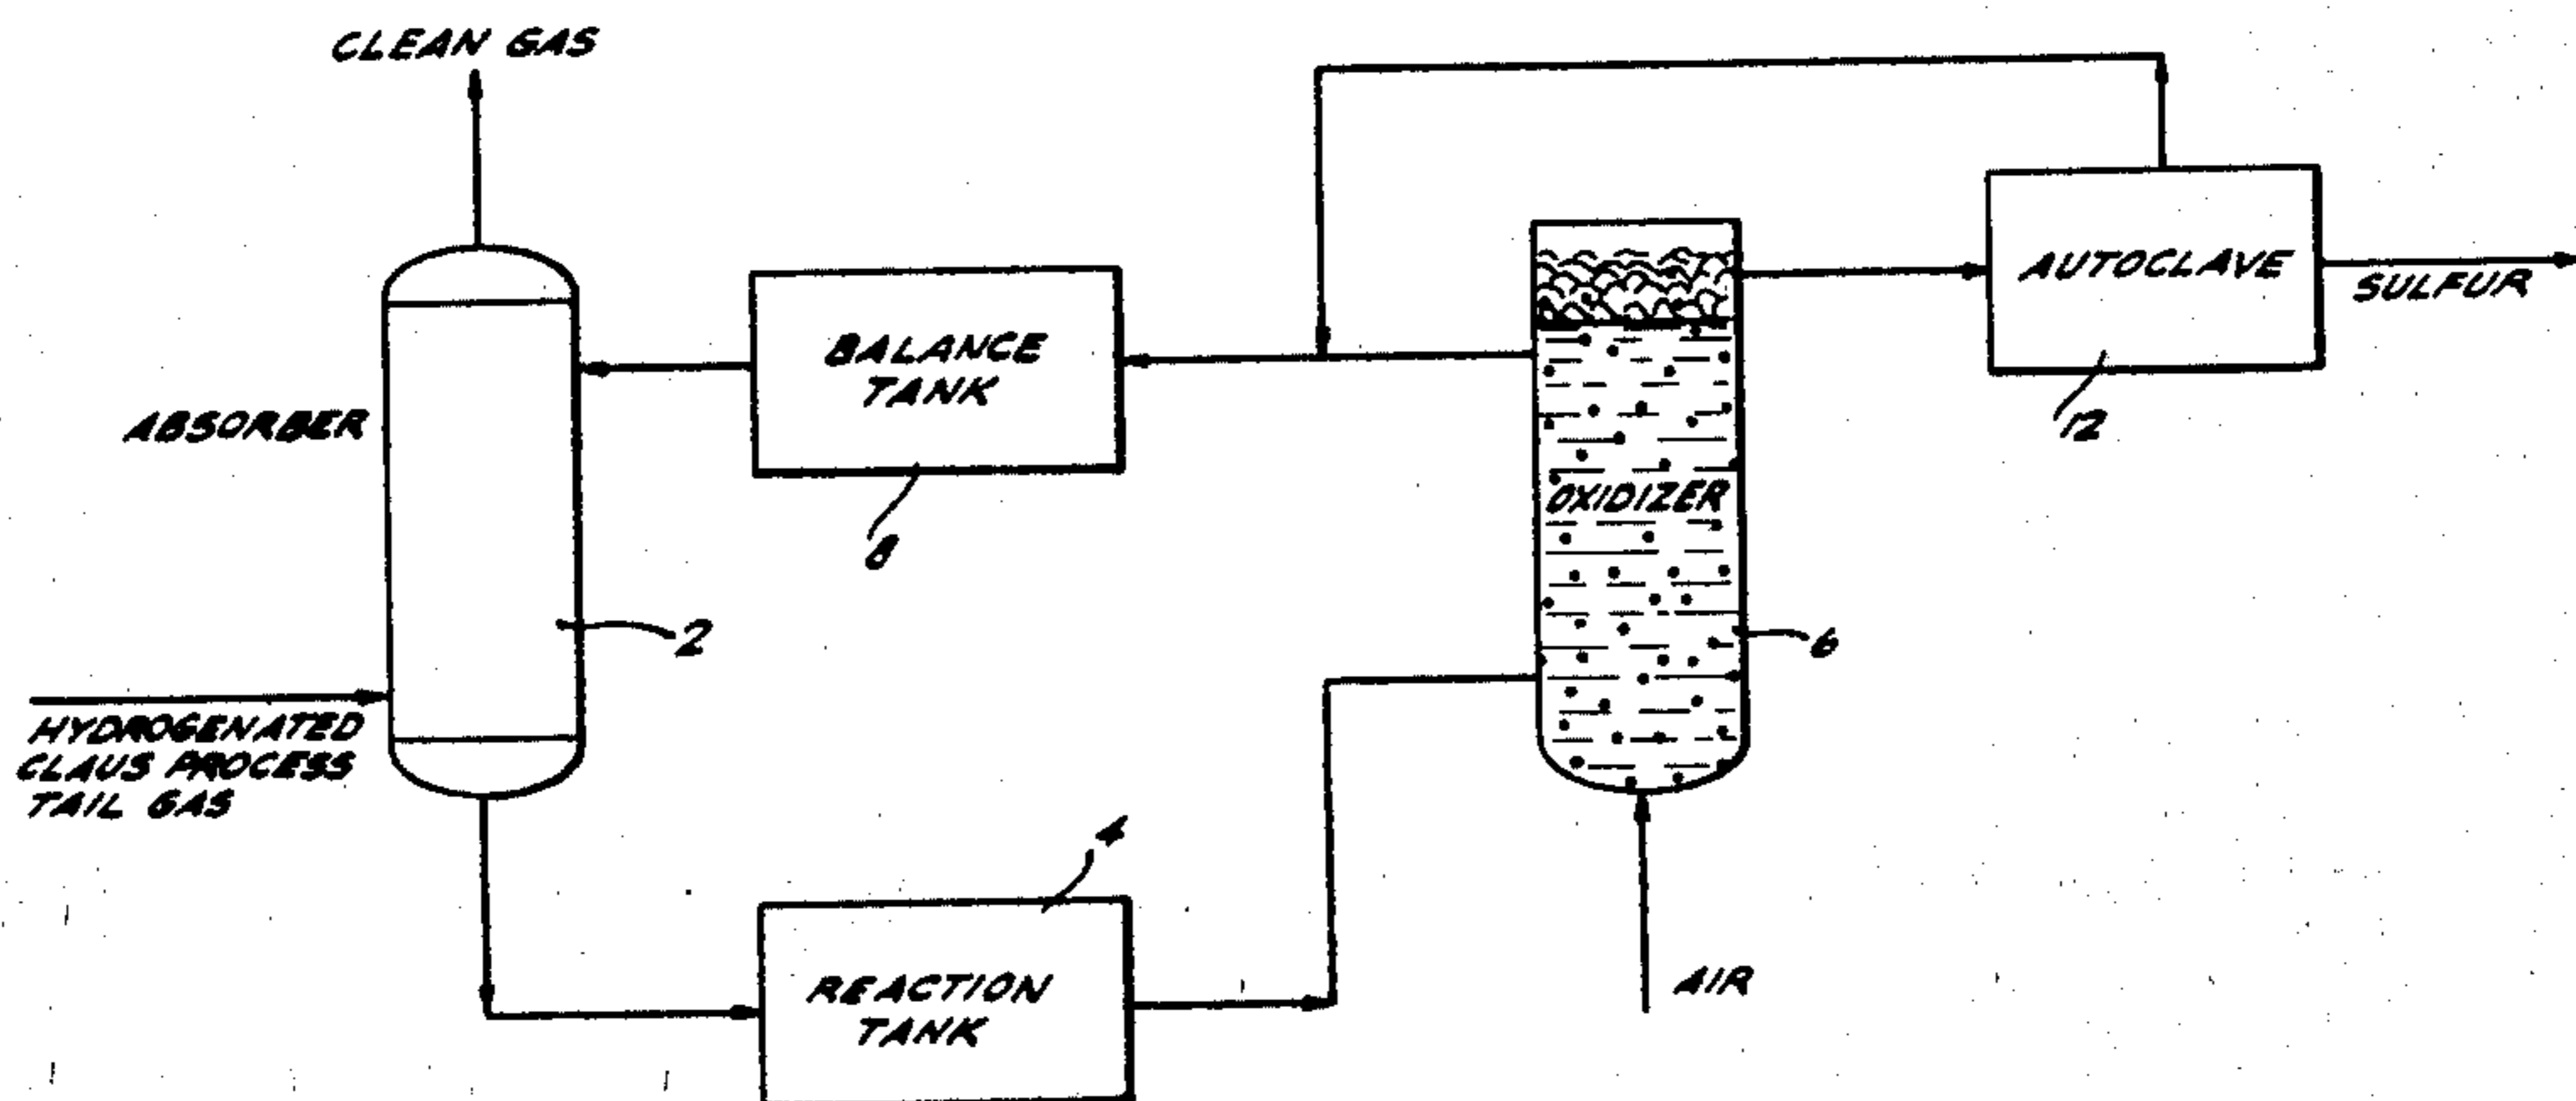 CLEAN GAS
ABSORBER
BALANCE
TANK
8
2
HYDROGENATED
CLAUS PROCESS
TAIL GAS
4
REACTION
TANK
OXIDIZER
6
AIR
AUTOCLAVE
12
SULFUR